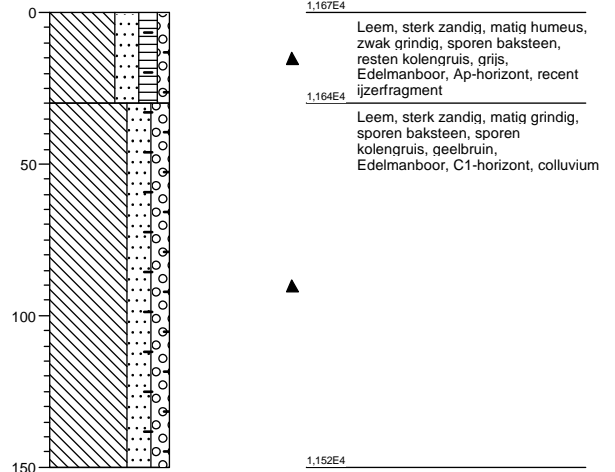 0
1,167E4
Leem, sterk zandig, matig humeus,
zwak grindig, sporen baksteen,
resten kolengruis, grijs,
Edelmanboor, Ap-horizont, recent
ijzerfragment
1,164E4
Leem, sterk zandig, matig grindig,
sporen baksteen, sporen
kolengruis, geelbruin,
Edelmanboor, C1-horizont, colluvium
50
100
150
1,152E4